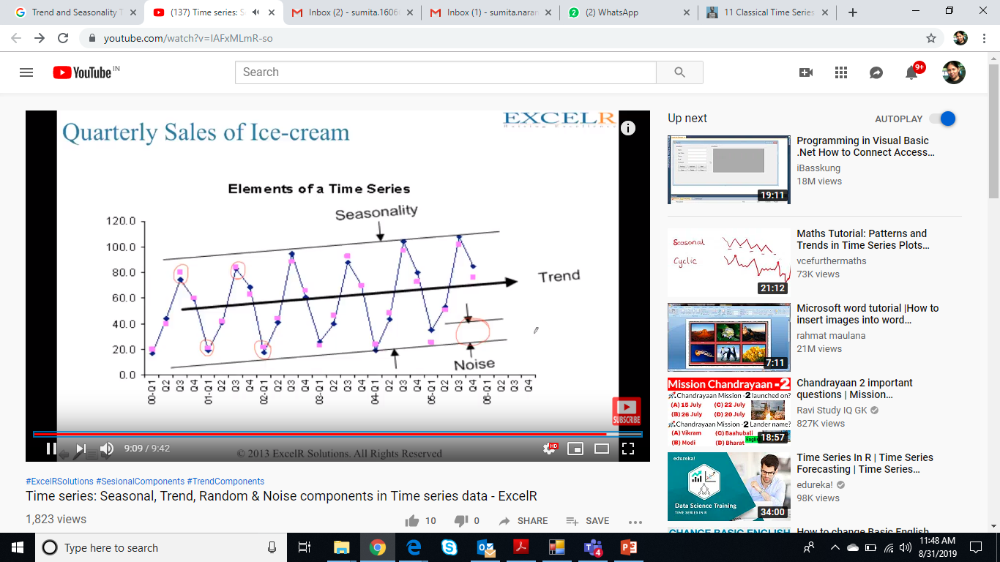 Trend and Seasonality T
(137) Time series: S
Inbox (2) - sumita.1606
Inbox (1) - sumita.naran
(2) WhatsApp
11 Classical Time Series
youtube.com/watch?v=IAFxMLmR-so
YouTube IN
Search
9+
Quarterly Sales of Ice-cream
EXCELR
Raising Excellence
Elements of a Time Series
Seasonality
Trend
Noise
120.0
100.0
80.0
60.0
40.0
20.0
0.0
00-Q1
Q2
Q3
Q4
01-Q1
Q2
Q3
Q4
02-Q1
Q2
Q3
Q4
03-Q1
Q2
Q3
Q4
04-Q1
Q2
Q3
Q4
05-Q1
Q2
Q3
Q4
06-Q1
Q2
Q3
Q4
SUBSCRIBE
9:09 / 9:42
HD
© 2013 ExcelR Solutions. All Rights Reserved
#ExcelRSolutions #SesionalComponents #TrendComponents
Time series: Seasonal, Trend, Random & Noise components in Time series data - ExcelR
1,823 views
10
0
SHARE
SAVE
Up next
AUTOPLAY
19:11
Programming in Visual Basic
.Net How to Connect Access...
iBasskung
18M views
Seasonal
Cyclic
21:12
Maths Tutorial: Patterns and
Trends in Time Series Plots...
vcefurthermaths
73K views
7:11
Microsoft word tutorial |How to
insert images into word...
rahmat maulana
21M views
Mission Chandrayaan -2
Chandrayaan Mission -2 launched on?
(A) 15 July (C) 22 July
(B) 26 July (D) 20 July
Chandrayaan Mission -2 Lander name?
(A) Vikram (C) Baahubali
(B) Modi (D) Bharat
18:57
Chandrayaan 2 important
questions | Mission...
Ravi Study IQ GK
827K views
edureka!
Data Science Training
TIME SERIES IN R
34:00
Time Series In R | Time Series
Forecasting | Time Series...
edureka!
98K views
CHANGE BASIC ENGLISH
How to change Basic English
Type here to search
4
11:48 AM
8/31/2019